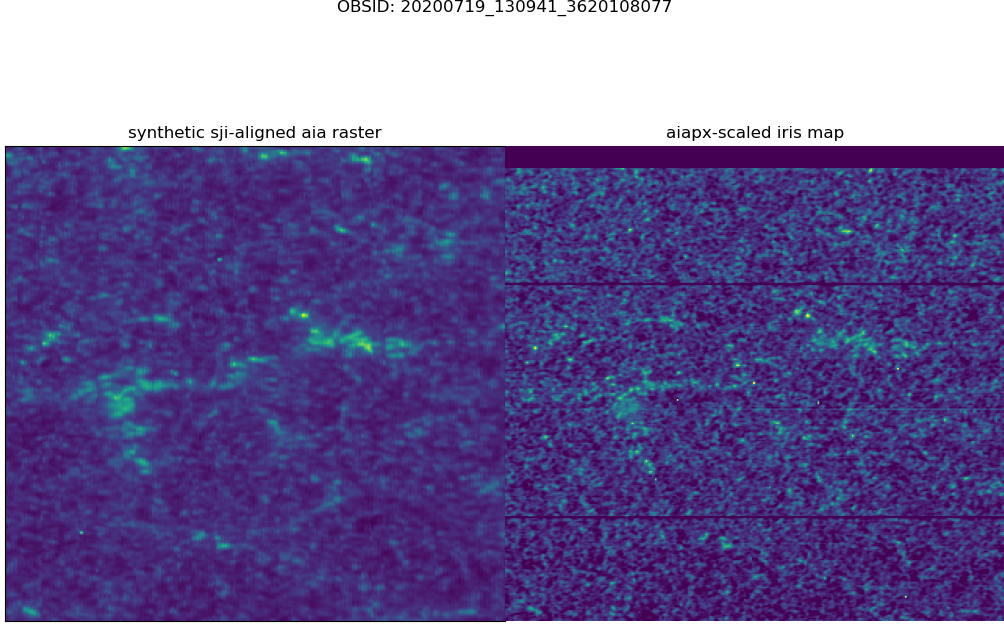 OBSID: 20200719_130941_3620108077
synthetic sji-aligned aia raster
aiapx-scaled iris map